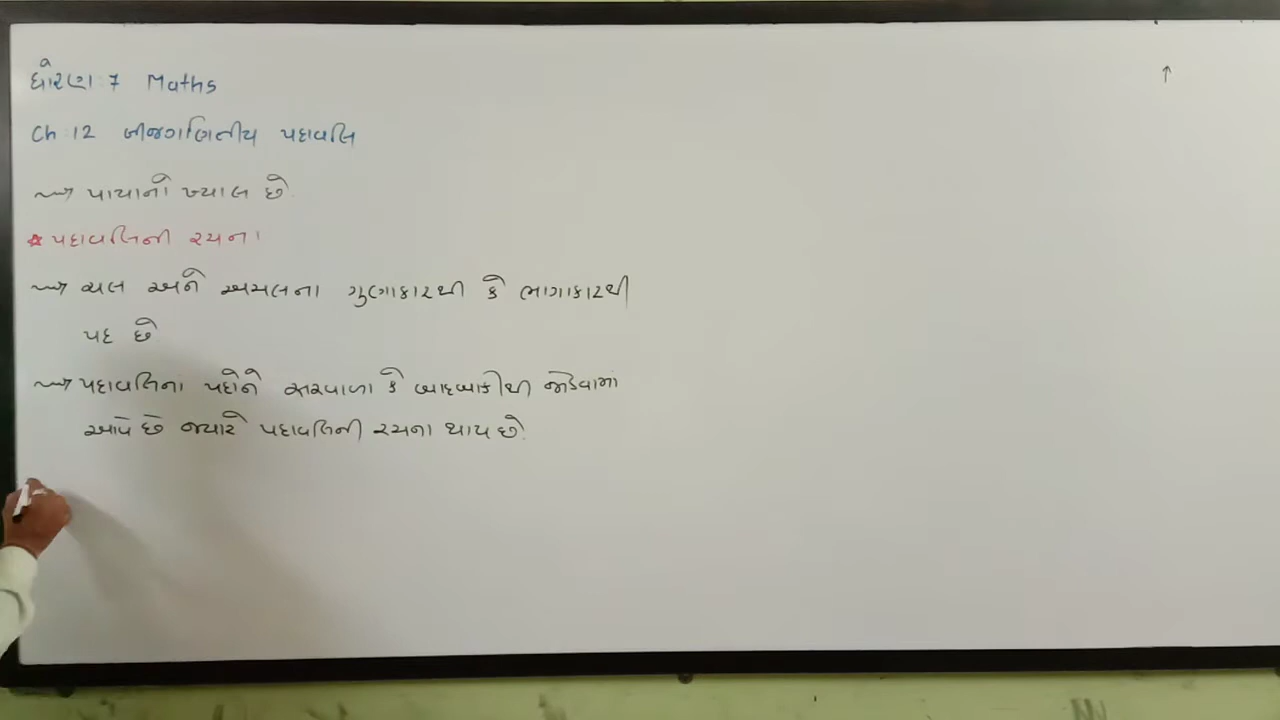 ધોરણ : 7 Maths
Ch : 12 બીજગણિતીય પદાવલિ
પાયાનો ખ્યાલ છે
* પદાવલિની રચના
ચલ અને અચલના ગુણાકારથી કે ભાગાકારથી
પદ છે
પદાવલિના પદોને સરવાળા કે બાદબાકીથી જોડવામાં
આપે છે જ્યારે પદાવલિની રચના થાય છે.